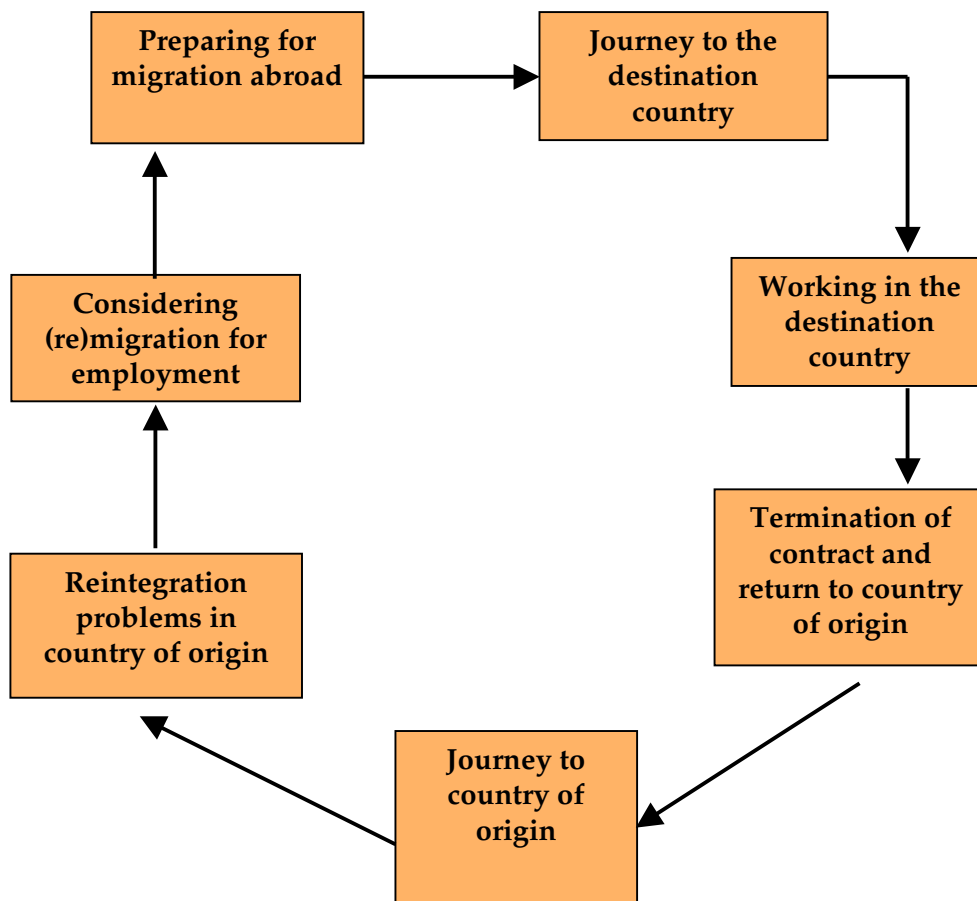 Preparing for
migration abroad
Journey to the
destination
country
Working in the
destination
country
Termination of
contract and
return to country
of origin
Journey to
country of
origin
Reintegration
problems in
country of origin
Considering
(re)migration for
employment